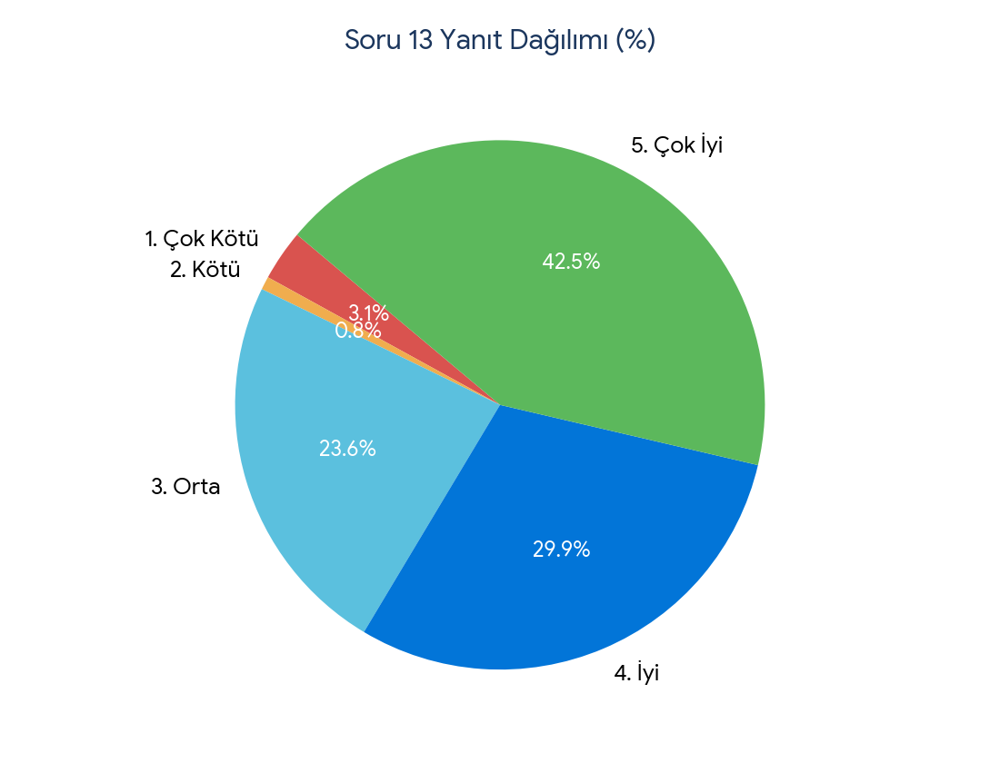 Soru 13 Yanıt Dağılımı (%)
5. Çok İyi
42.5%
1. Çok Kötü
2. Kötü
3.1%
0.8%
23.6%
3. Orta
29.9%
4. İyi